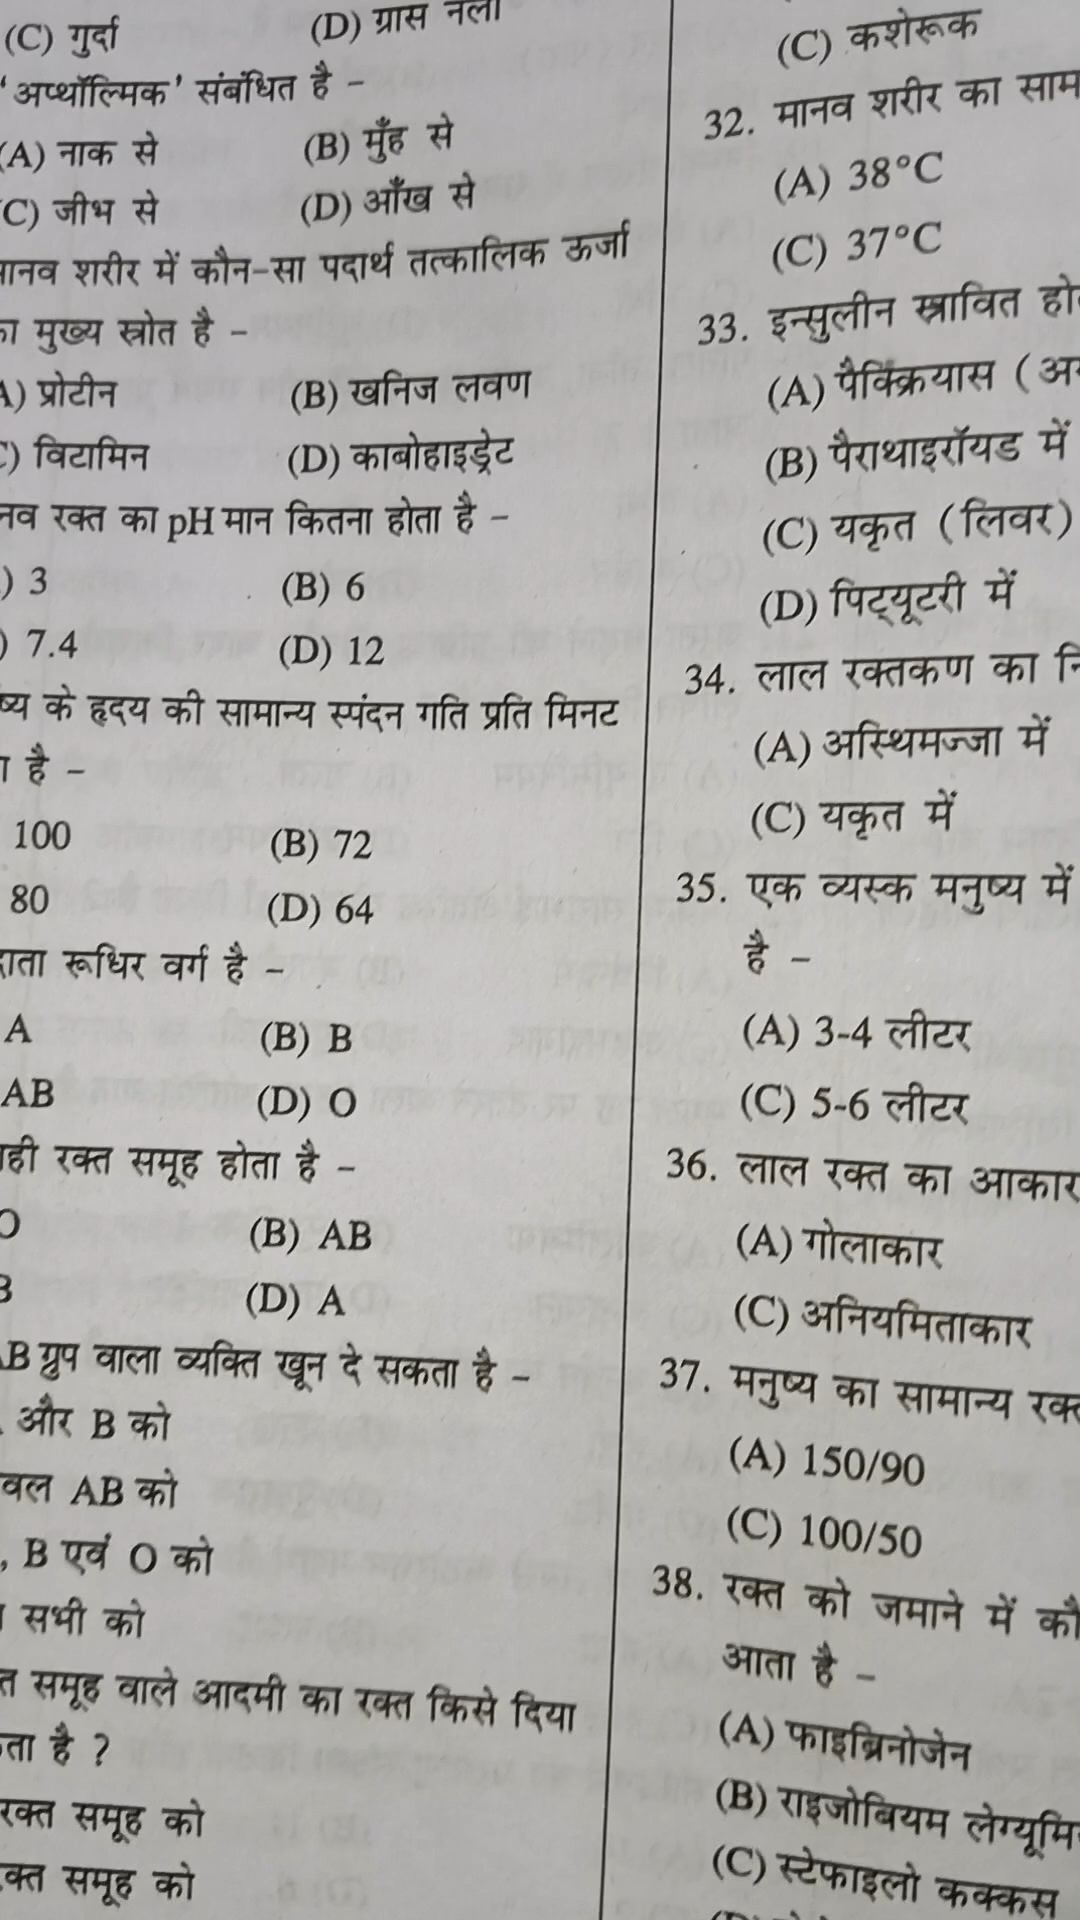 (C) गुर्दा (D) ग्रास नली
'अप्थॉल्मिक' संबंधित है -
(A) नाक से (B) मुँह से
C) जीभ से (D) आँख से
मानव शरीर में कौन-सा पदार्थ तत्कालिक ऊर्जा
का मुख्य स्रोत है -
A) प्रोटीन (B) खनिज लवण
C) विटामिन (D) काबोहाइड्रेट
नव रक्त का pH मान कितना होता है -
) 3 (B) 6
) 7.4 (D) 12
ष्य के हृदय की सामान्य स्पंदन गति प्रति मिनट
है -
100 (B) 72
80 (D) 64
दाता रूधिर वर्ग है -
A (B) B
AB (D) O
ही रक्त समूह होता है -
O (B) AB
B (D) A
AB ग्रुप वाला व्यक्ति खून दे सकता है -
और B को
वल AB को
, B एवं O को
सभी को
त समूह वाले आदमी का रक्त किसे दिया
ता है ?
रक्त समूह को
रक्त समूह को
(C) कशेरूक
32. मानव शरीर का साम
(A) 38°C
(C) 37°C
33. इन्सुलीन स्त्रावित हो
(A) पैंक्रियास (अ
(B) पैराथाइरॉयड में
(C) यकृत (लिवर)
(D) पिट्यूटरी में
34. लाल रक्तकण का नि
(A) अस्थिमज्जा में
(C) यकृत में
35. एक व्यस्क मनुष्य में
है -
(A) 3-4 लीटर
(C) 5-6 लीटर
36. लाल रक्त का आकार
(A) गोलाकार
(C) अनियमिताकार
37. मनुष्य का सामान्य रक्त
(A) 150/90
(C) 100/50
38. रक्त को जमाने में कौ
आता है -
(A) फाइब्रिनोजेन
(B) राइजोबियम लेग्यूमि
(C) स्टेफाइलो कक्कस